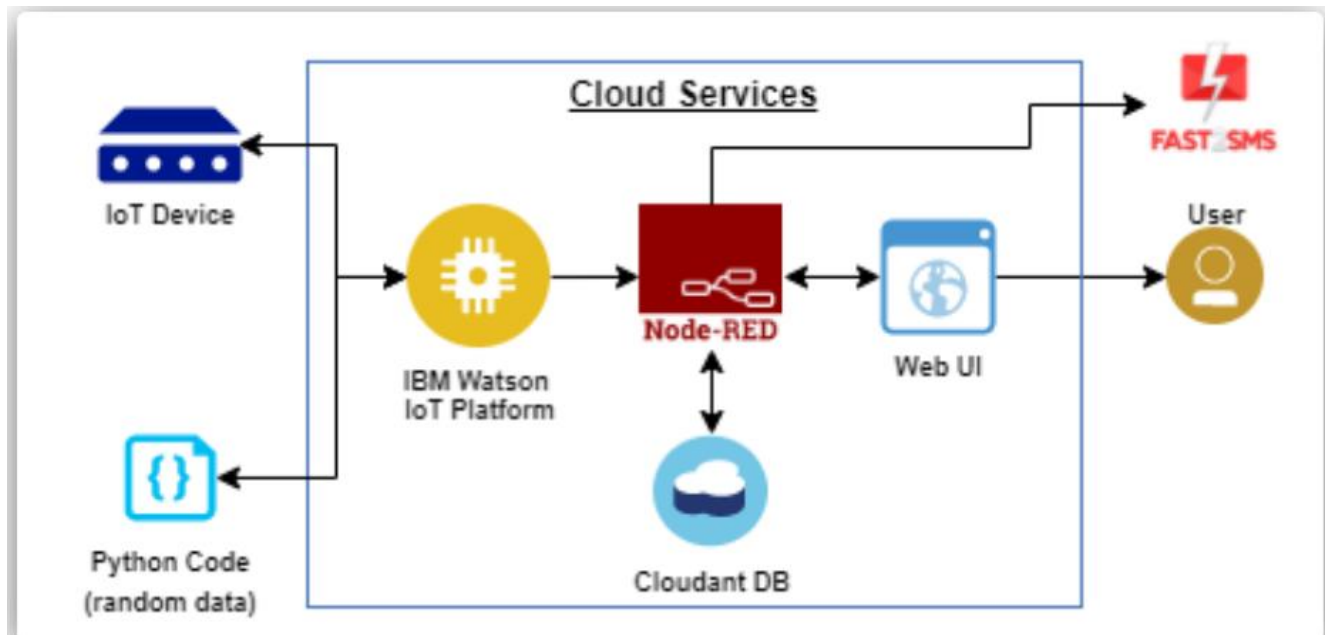 Cloud Services
FAST2SMS
IoT Device
User
Node-RED
IBM Watson
IoT Platform
Web UI
Python Code
(random data)
Cloudant DB